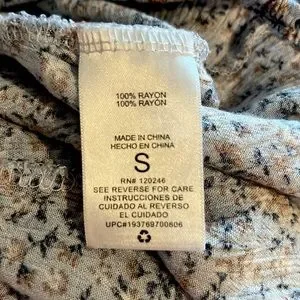 100% RAYON
100% RAYÓN
MADE IN CHINA
HECHO EN CHINA
S
RN# 120246
SEE REVERSE FOR CARE
INSTRUCCIONES DE
CUIDADO AL REVERSO
EL CUIDADO
UPC#193769700806